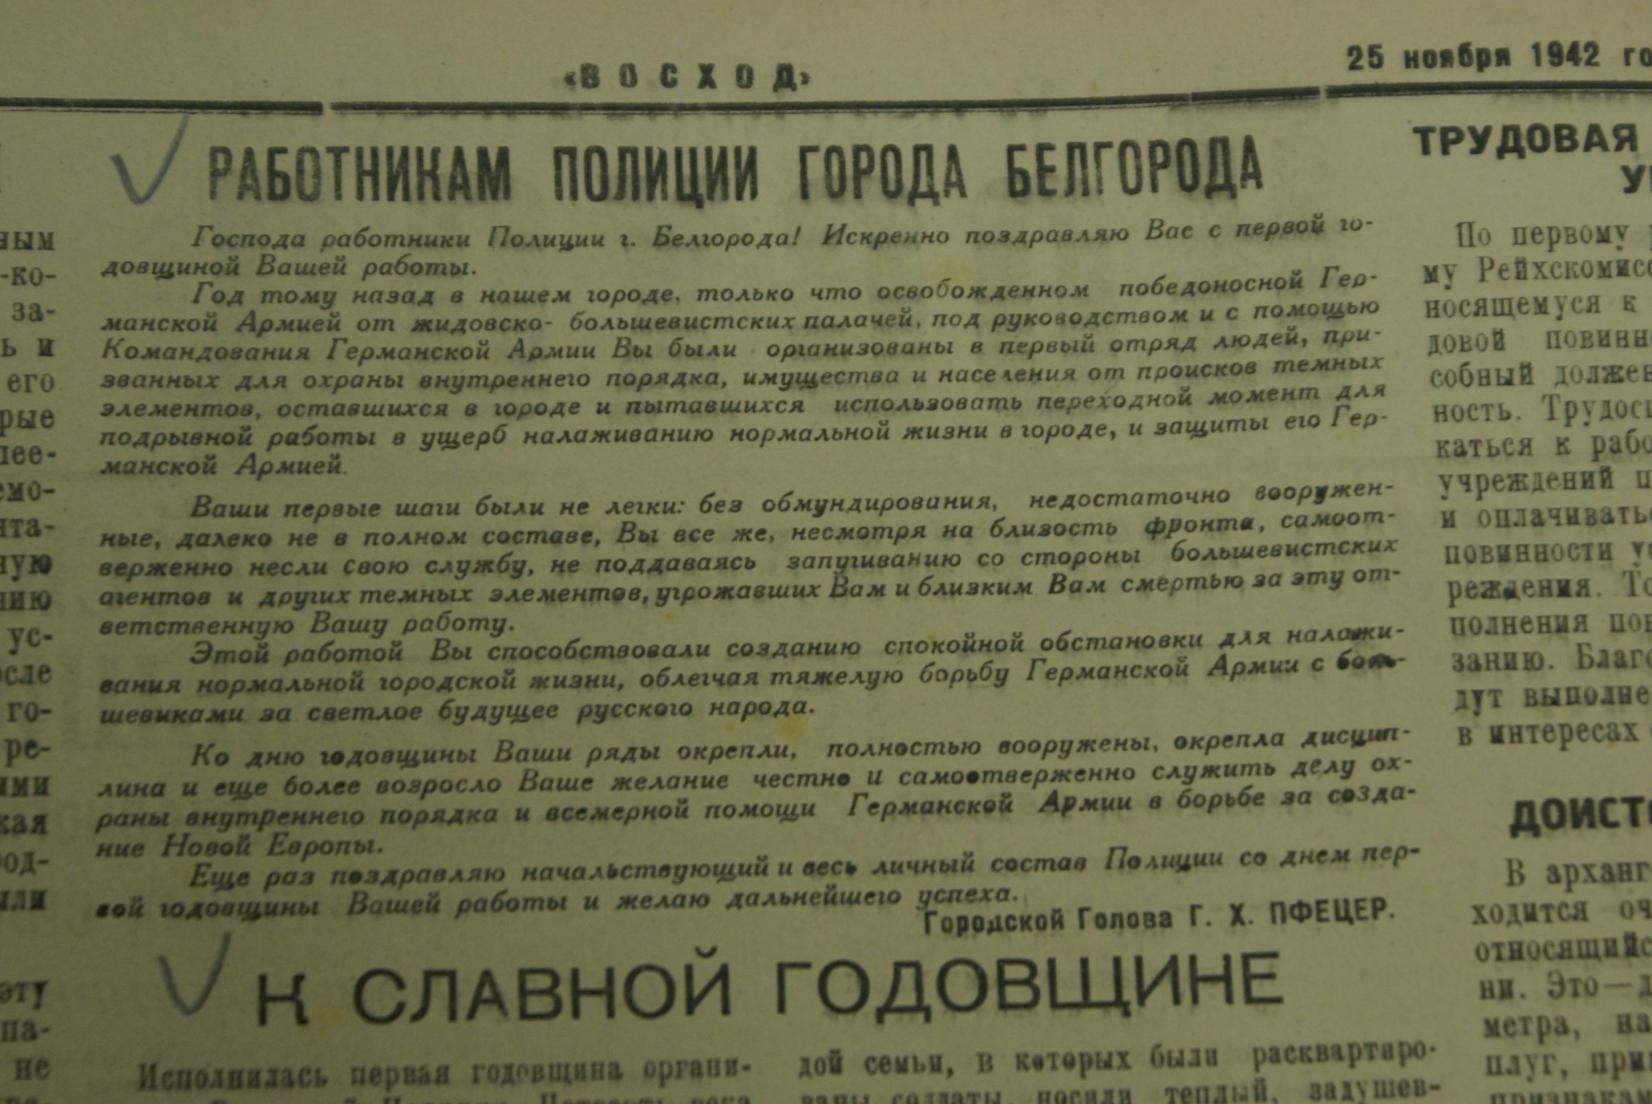 «ВОСХОД»
25 ноября 1942
РАБОТНИКАМ ПОЛИЦИИ ГОРОДА БЕЛГОРОДА
Господа работники Полиции г. Белгорода! Искренно поздравляю Вас с первой го-
довщиной Вашей работы.
Год тому назад в нашем городе, только что освобожденном победоносной Гер-
манской Армией от жидовско- большевистских палачей, под руководством и с помощью
Командования Германской Армии Вы были организованы в первый отряд людей, при-
званных для охраны внутреннего порядка, имущества и населения от происков темных
элементов, оставшихся в городе и пытавшихся использовать переходной момент для
подрывной работы в ущерб налаживанию нормальной жизни в городе, и защиты его Гер-
манской Армией.
Ваши первые шаги были не легки: без обмундирования, недостаточно вооружен-
ные, далеко не в полном составе, Вы все же, несмотря на близость фронта, самоот-
верженно несли свою службу, не поддаваясь запугиванию со стороны большевистских
агентов и других темных элементов, угрожавших Вам и близким Вам смертью за эту от-
ветственную Вашу работу.
Этой работой Вы способствовали созданию спокойной обстановки для налажи-
вания нормальной городской жизни, облегчая тяжелую борьбу Германской Армии с боль-
шевиками за светлое будущее русского народа.
Ко дню годовщины Ваши ряды окрепли, полностью вооружены, окрепла дисцип-
лина и еще более возросло Ваше желание честно и самоотверженно служить делу ох-
раны внутреннего порядка и всемерной помощи Германской Армии в борьбе за созда-
ние Новой Европы.
Еще раз поздравляю начальствующий и весь личный состав Полиции со днем пер-
вой годовщины Вашей работы и желаю дальнейшего успеха.
Городской Голова Г. Х. ПФЕЦЕР.
К СЛАВНОЙ ГОДОВЩИНЕ
Исполнилась первая годовщина органи-
дой семьи, в которых были расквартиро-
ваны солдаты, носили теплый, задушев-
ТРУДОВАЯ
По первому
му Рейхскомисс
носящемуся к
довой повинн
собный должен
ность. Трудос
каться к рабо
учреждений п
и оплачивать
повинности у
реждения. То
полнения пов
занию. Благо
дут выполне
в интересах
ДОИСТ
В арханг
ходится оч
относящийс
ни. Это—д
метра, на
плуг, при
признака